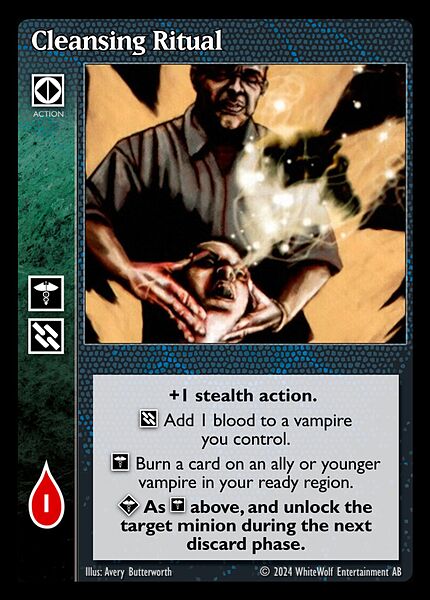 Cleansing Ritual
ACTION
+1 stealth action.
Add 1 blood to a vampire
you control.
Burn a card on an ally or younger
vampire in your ready region.
As above, and unlock the
target minion during the next
discard phase.
1
Illus: Avery Butterworth © 2024 WhiteWolf Entertainment AB